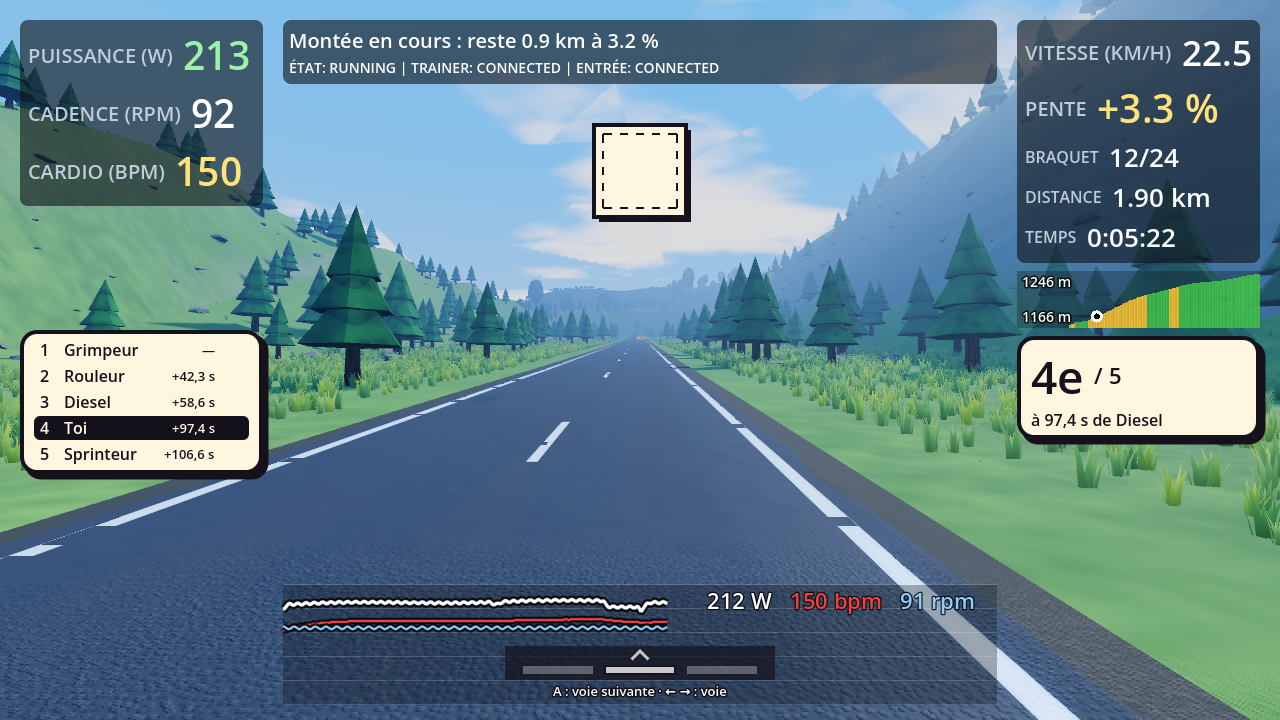 PUISSANCE (W) 213
CADENCE (RPM) 92
CARDIO (BPM) 150
Montée en cours : reste 0.9 km à 3.2 %
ÉTAT: RUNNING | TRAINER: CONNECTED | ENTRÉE: CONNECTED
VITESSE (KM/H) 22.5
PENTE +3.3 %
BRAQUET 12/24
DISTANCE 1.90 km
TEMPS 0:05:22
1246 m
1166 m
1 Grimpeur —
2 Rouleur +42,3 s
3 Diesel +58,6 s
4 Toi +97,4 s
5 Sprinteur +106,6 s
4e / 5
à 97,4 s de Diesel
212 W 150 bpm 91 rpm
A : voie suivante · ← → : voie